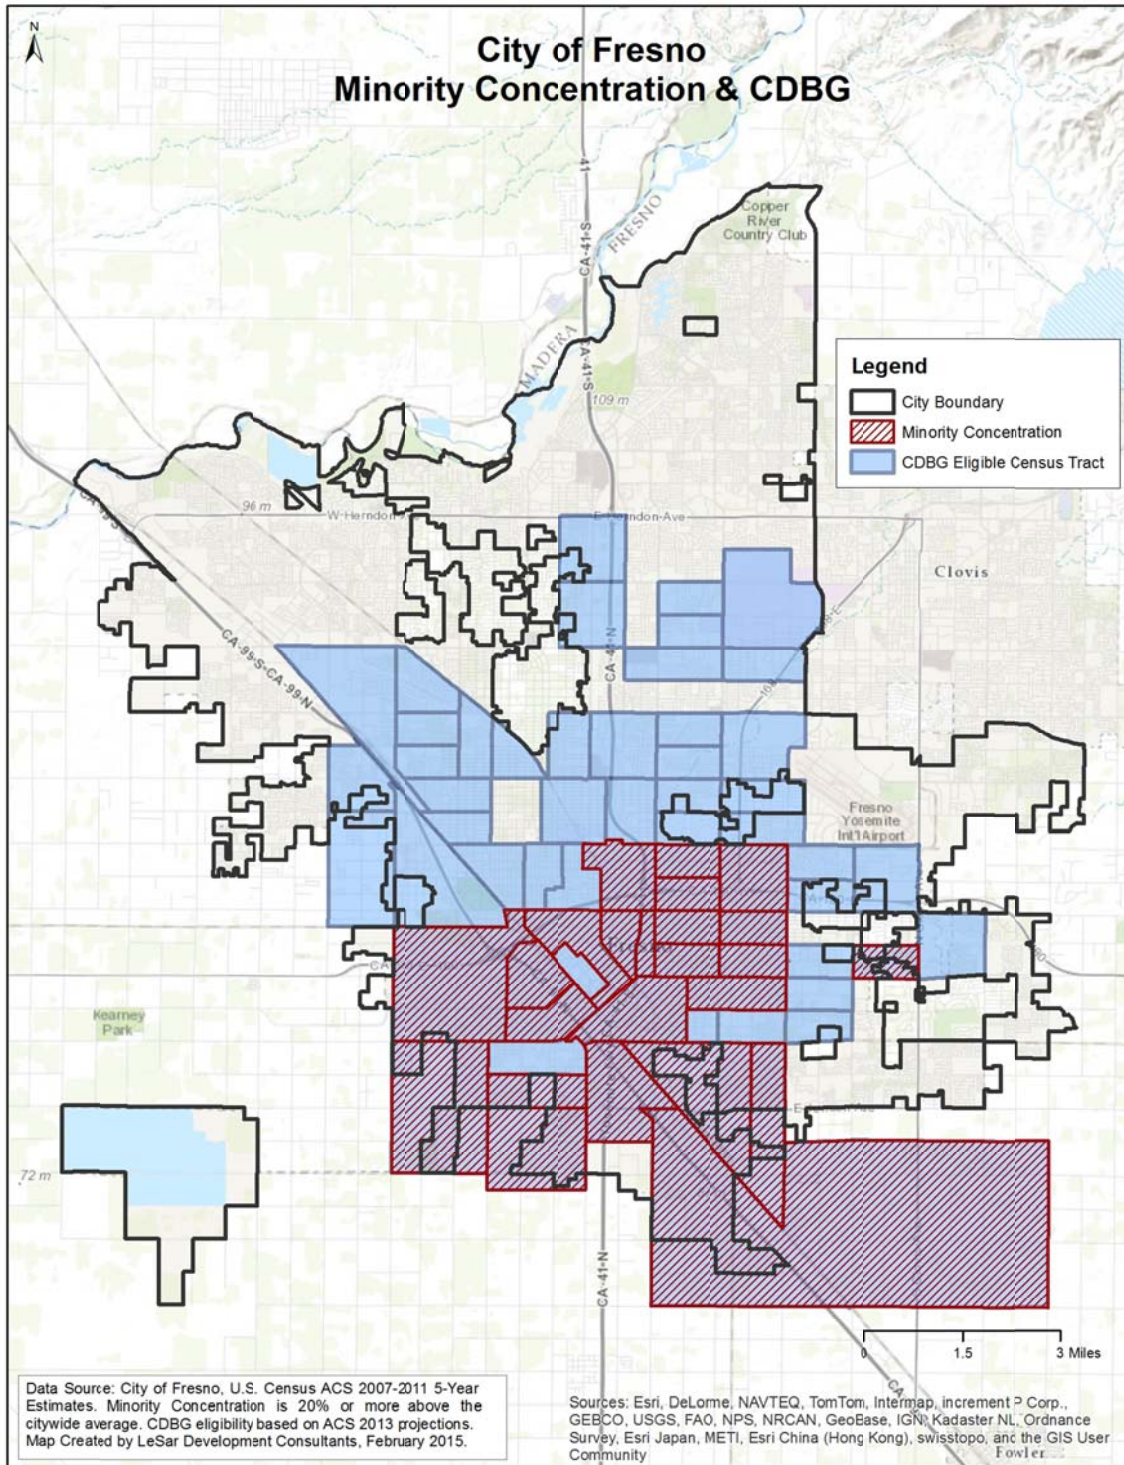 N
City of Fresno
Minority Concentration & CDBG
41
CA-41-S
FRESNO
Copper
River
Country Club
MADERA
CA-41-S
109 m
Legend
City Boundary
Minority Concentration
CDBG Eligible Census Tract
96 m
W-Herndon
E-Herndon-Ave
Clovis
CA-99-S-CA-99-N
CA-41-N
168
Fresno
Yosemite
Int'l Airport
180
Kearney
Park
72 m
CA-41-N
0 1.5 3 Miles
Data Source: City of Fresno, U.S. Census ACS 2007-2011 5-Year
Estimates. Minority Concentration is 20% or more above the
citywide average. CDBG eligibility based on ACS 2013 projections.
Map Created by LeSar Development Consultants, February 2015.
Sources: Esri, DeLorme, NAVTEQ, TomTom, Intermap, increment P Corp.,
GEBCO, USGS, FAO, NPS, NRCAN, GeoBase, IGN, Kadaster NL, Ordnance
Survey, Esri Japan, METI, Esri China (Hong Kong), swisstopo, and the GIS User
Community
Fowler